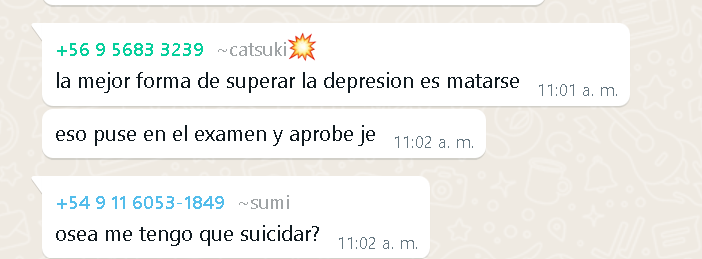 +56 9 5683 3239 ~catsuki💥
la mejor forma de superar la depresion es matarse 11:01 a. m.
eso puse en el examen y aprobe je 11:02 a. m.
+54 9 11 6053-1849 ~sumi
osea me tengo que suicidar? 11:02 a. m.